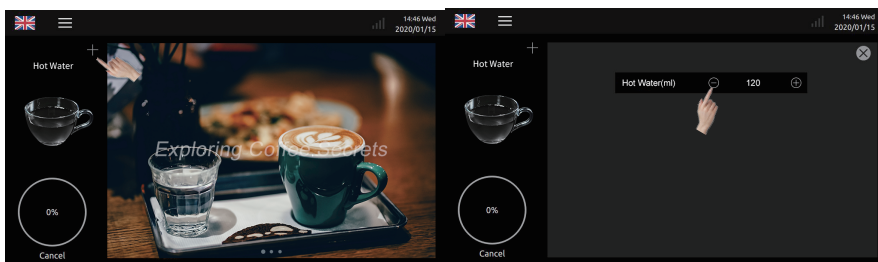 14:46 Wed
2020/01/15
Hot Water
Exploring Coffee Secrets
0%
Cancel
14:46 Wed
2020/01/15
Hot Water
Hot Water(ml)
120
0%
Cancel